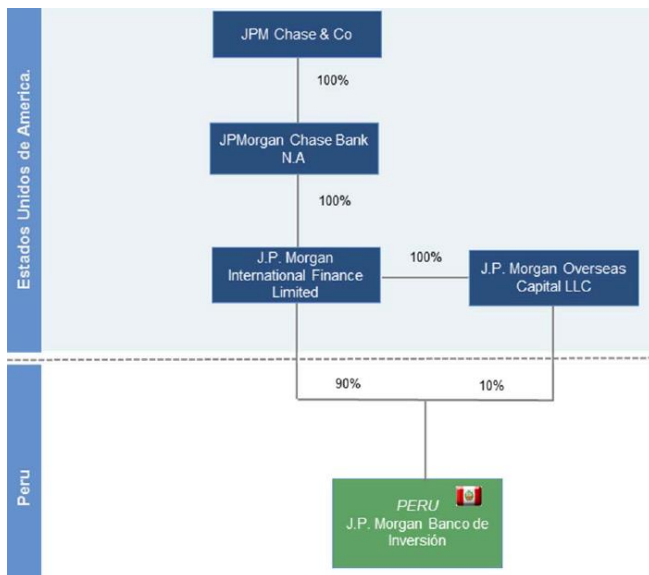 Estados Unidos de America.
JPM Chase & Co
100%
JPMorgan Chase Bank
N.A
100%
J.P. Morgan
International Finance
Limited
100%
J.P. Morgan Overseas
Capital LLC
90%
10%
Peru
PERU
J.P. Morgan Banco de
Inversión